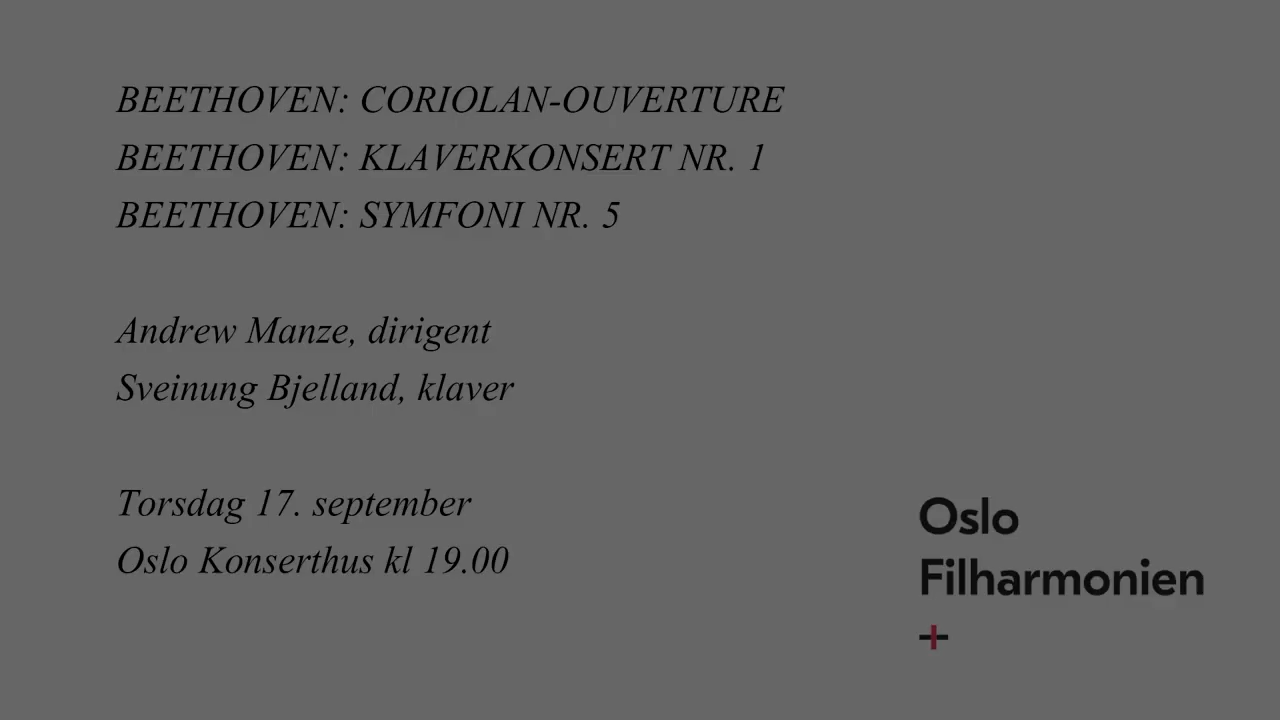 BEETHOVEN: CORIOLAN-OUVERTURE
BEETHOVEN: KLAVERKONSERT NR. 1
BEETHOVEN: SYMFONI NR. 5
Andrew Manze, dirigent
Sveinung Bjelland, klaver
Torsdag 17. september
Oslo Konserthus kl 19.00
Oslo
Filharmonien